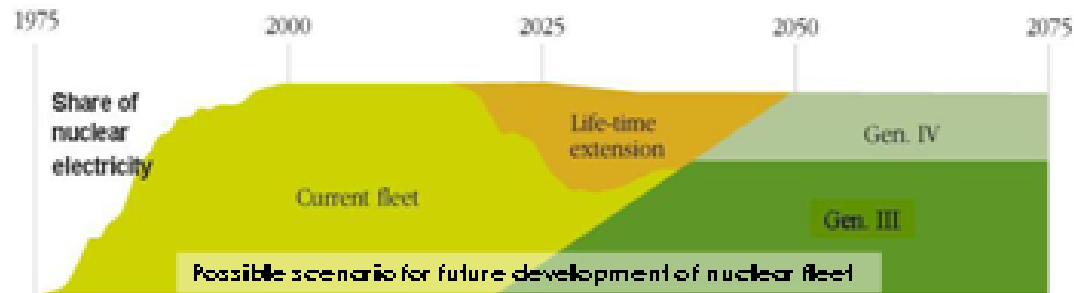 1975 2000 2025 2050 2075
Share of
nuclear
electricity
Life-time
extension
Gen. IV
Current fleet
Gen. III
Possible scenario for future development of nuclear fleet